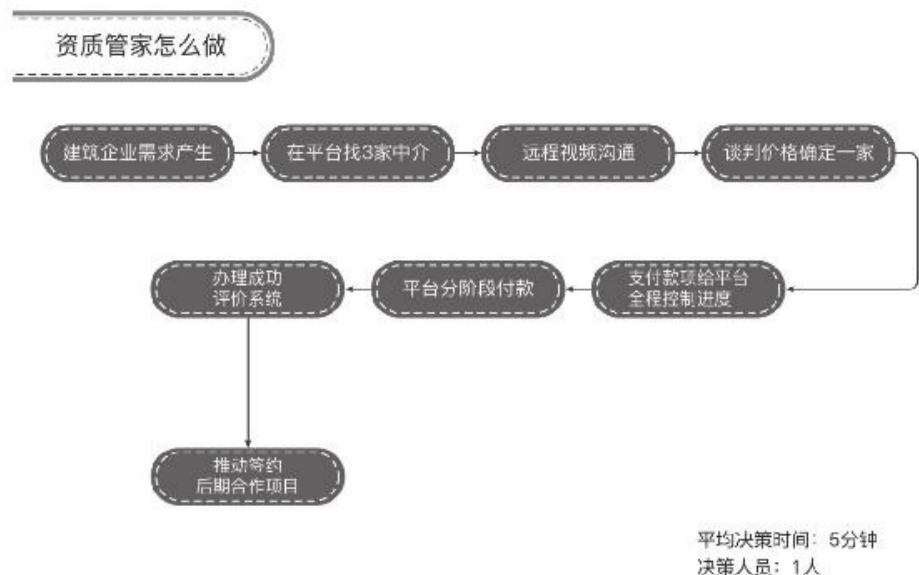 资质管家怎么做
建筑企业需求产生
在平台找3家中介
远程视频沟通
谈判价格确定一家
支付款项给平台
全程控制进度
平台分阶段付款
办理成功
评价系统
推动签约
后期合作项目
平均决策时间：5分钟
决策人员：1人